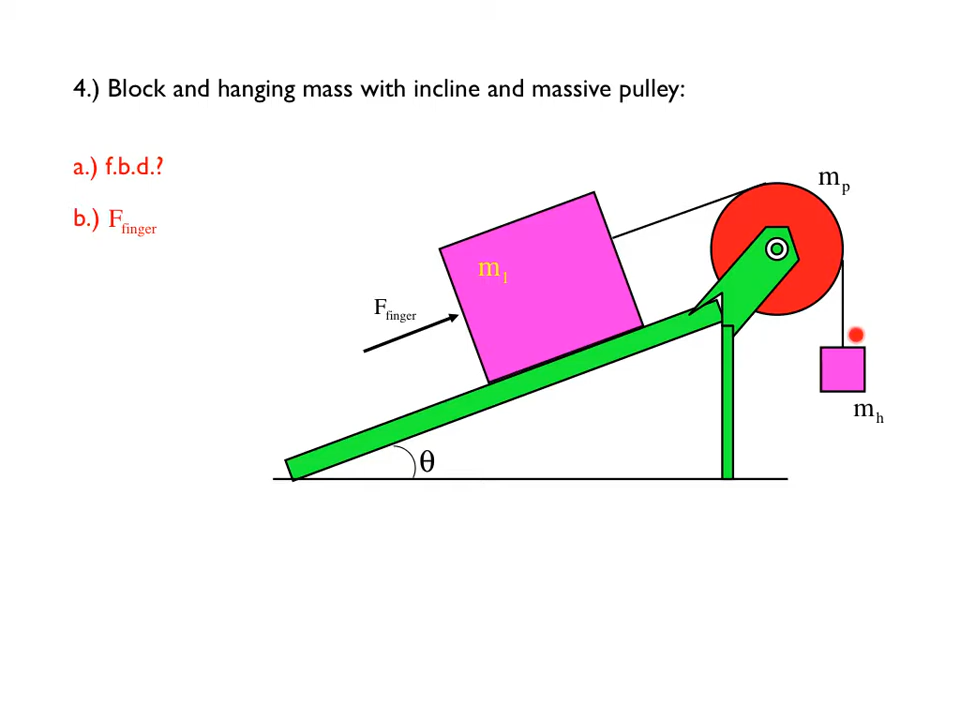 4.) Block and hanging mass with incline and massive pulley:
a.) f.b.d.?
b.) F_finger
m_p
m_1
F_finger
m_h
θ